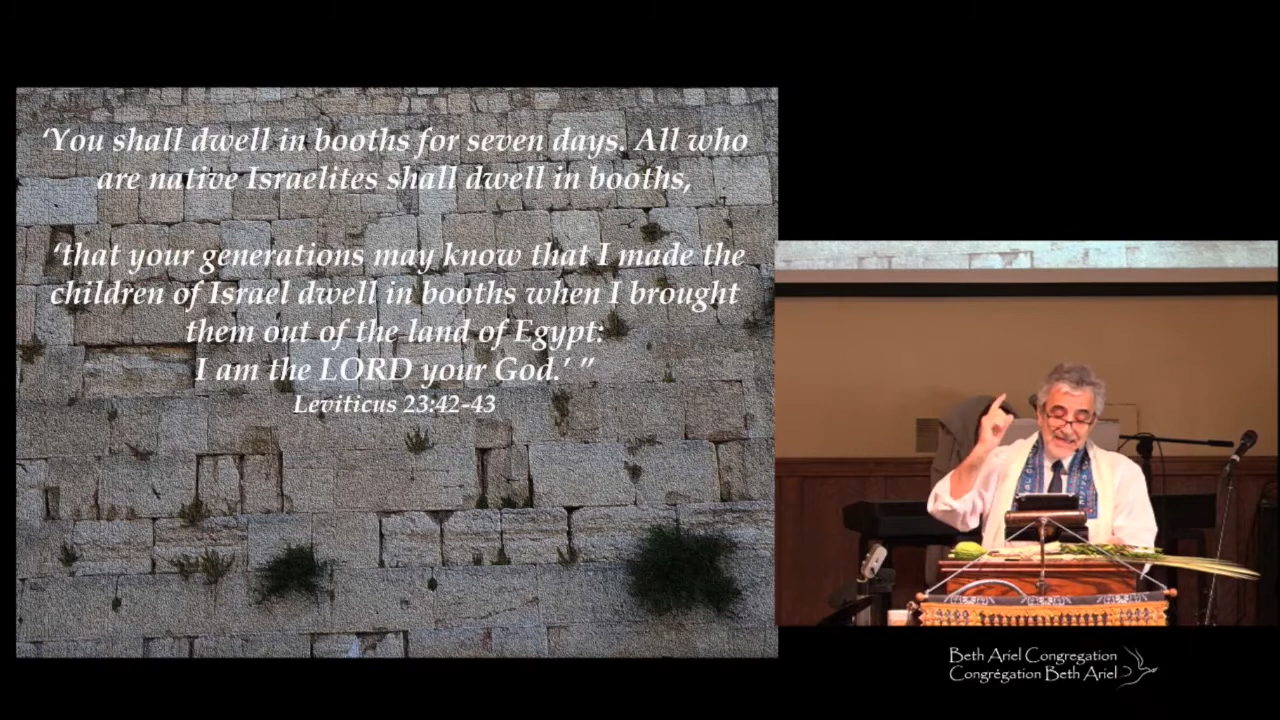 ‘You shall dwell in booths for seven days. All who
are native Israelites shall dwell in booths,
‘that your generations may know that I made the
children of Israel dwell in booths when I brought
them out of the land of Egypt:
I am the LORD your God.’ ”
Leviticus 23:42-43
Beth Ariel Congregation
Congrégation Beth Ariel